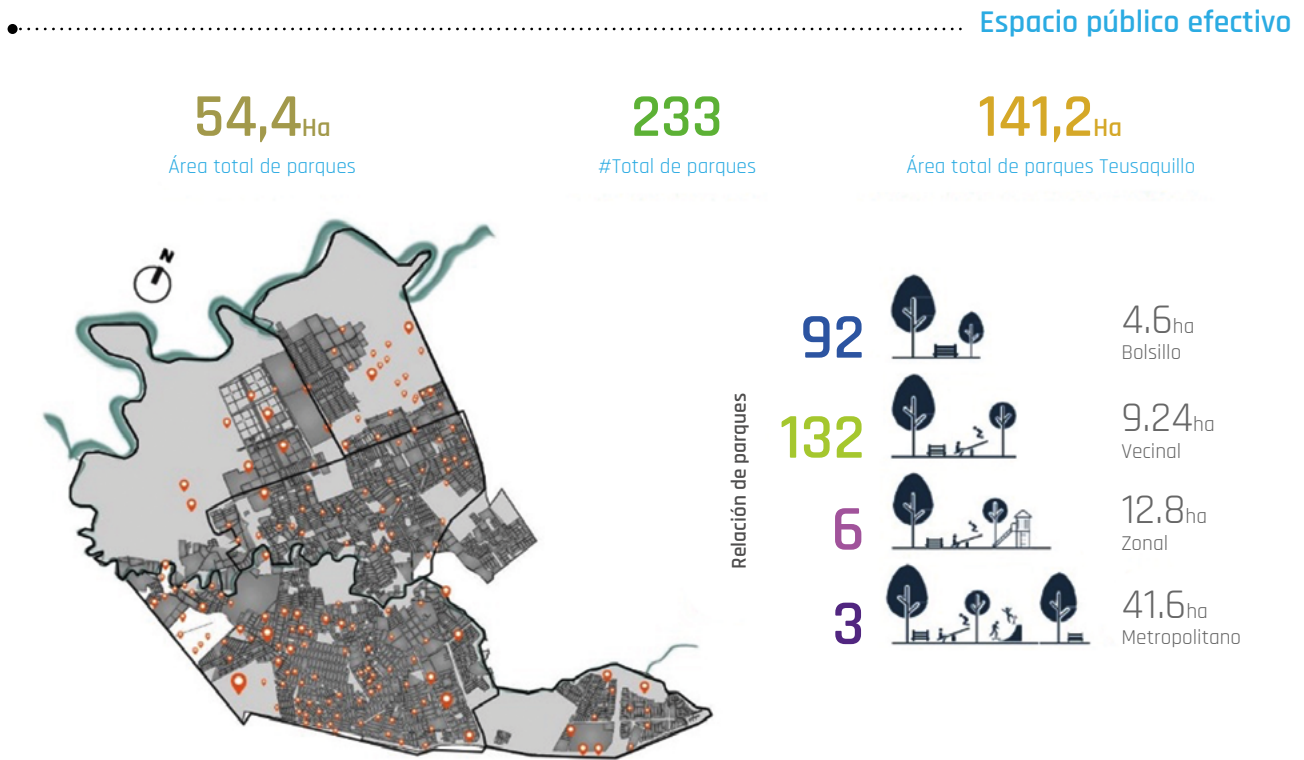 Espacio público efectivo
54,4Ha
Área total de parques
233
#Total de parques
141,2Ha
Área total de parques Teusaquillo
N
Relación de parques
92
4.6ha
Bolsillo
132
9.24ha
Vecinal
6
12.8ha
Zonal
3
41.6ha
Metropolitano